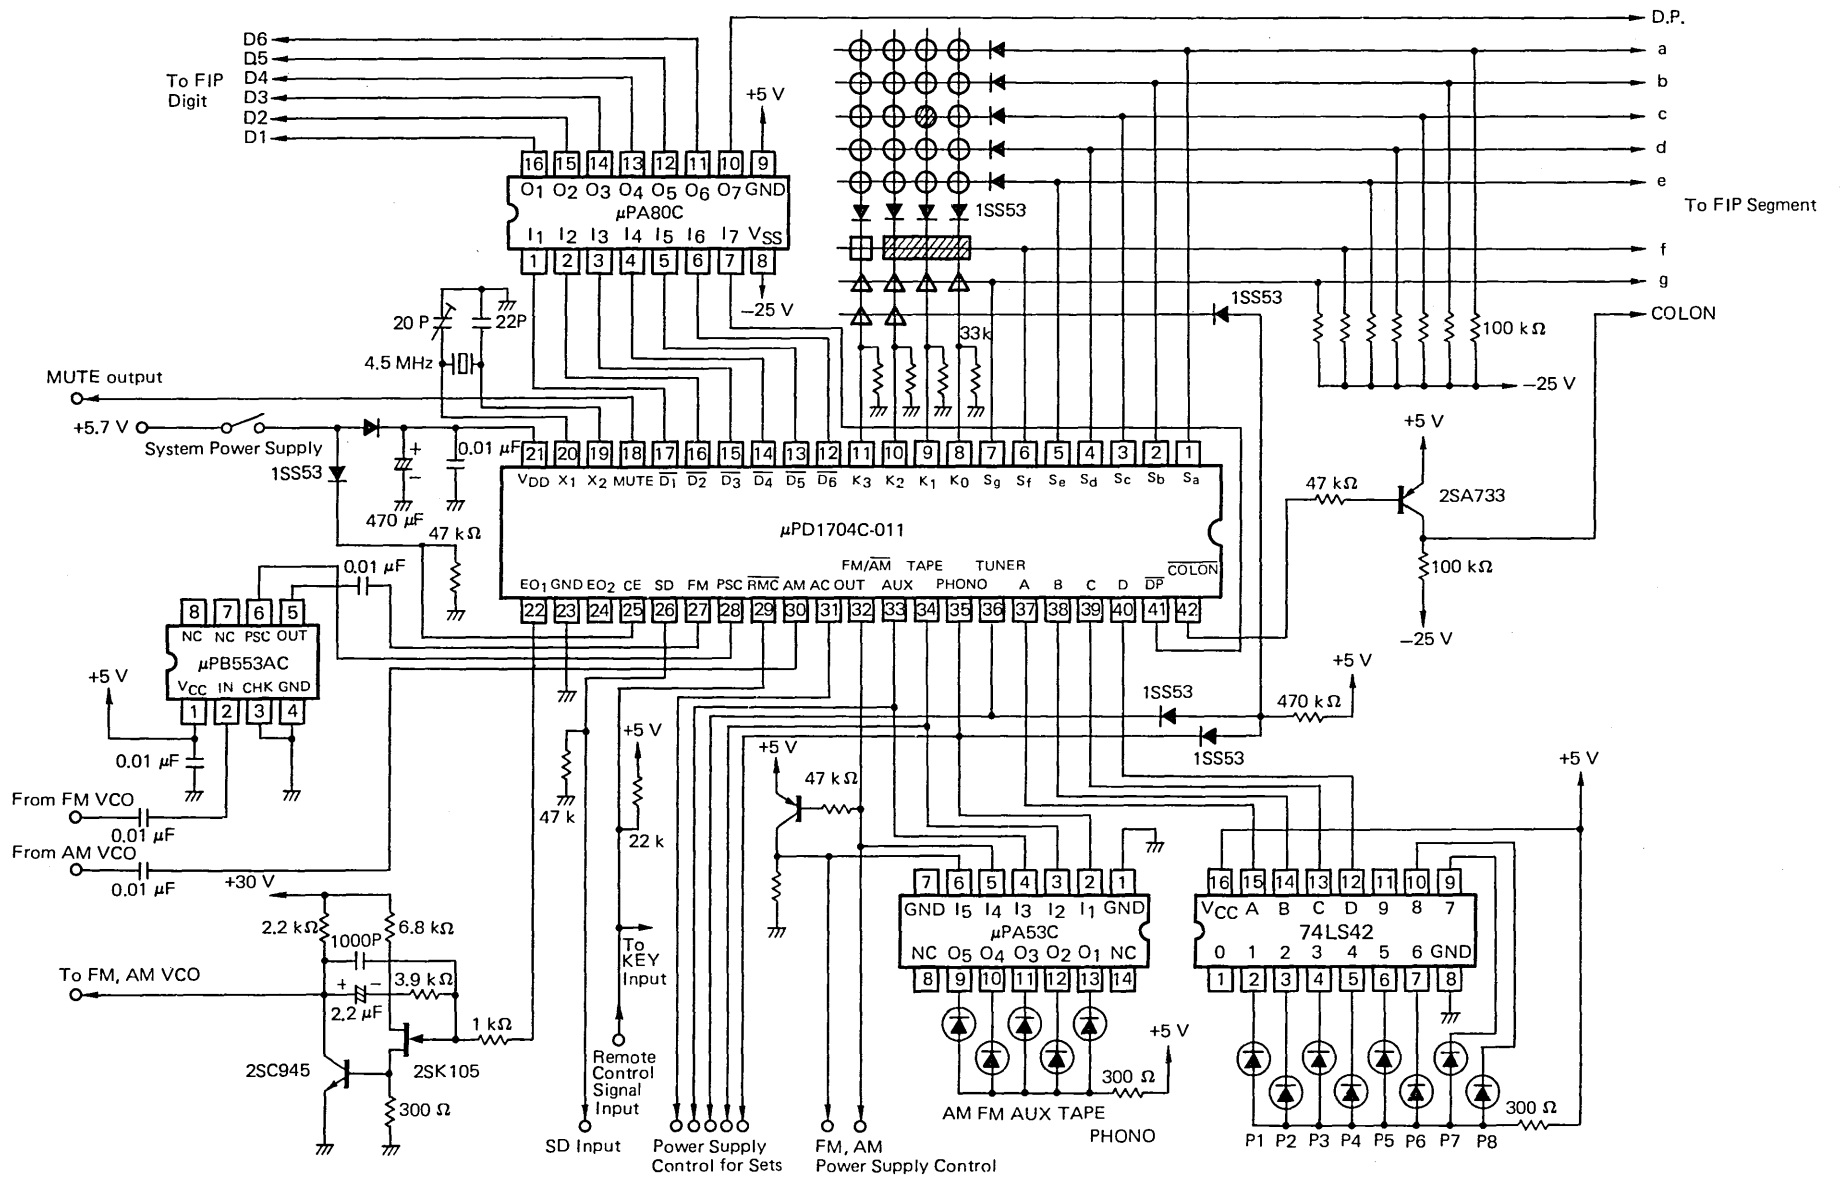 D.P.
D6
D5
D4
D3
D2
D1
To FIP
Digit
+5 V
a
b
c
d
e
f
g
COLON
To FIP Segment
16 15 14 13 12 11 10 9
O1 O2 O3 O4 O5 O6 O7 GND
μPA80C
I1 I2 I3 I4 I5 I6 I7 VSS
1 2 3 4 5 6 7 8
−25 V
1SS53
1SS53
33k
100 kΩ
−25 V
20 P
22P
4.5 MHz
MUTE output
+5.7 V
System Power Supply
1SS53
470 μF
0.01 μF
47 kΩ
21 20 19 18 17 16 15 14 13 12 11 10 9 8 7 6 5 4 3 2 1
VDD X1 X2 MUTE D1 D2 D3 D4 D5 D6 K3 K2 K1 K0 Sg Sf Se Sd Sc Sb Sa
μPD1704C-011
FM/AM TAPE TUNER
COLON
EO1 GND EO2 CE SD FM PSC RMC AM AC OUT AUX PHONO A B C D DP
22 23 24 25 26 27 28 29 30 31 32 33 34 35 36 37 38 39 40 41 42
+5 V
47 kΩ
2SA733
100 kΩ
−25 V
0.01 μF
8 7 6 5
NC NC PSC OUT
μPB553AC
VCC IN CHK GND
1 2 3 4
+5 V
0.01 μF
From FM VCO
0.01 μF
From AM VCO
0.01 μF
+30 V
2.2 kΩ
1000P
6.8 kΩ
To FM, AM VCO
+ −
3.9 kΩ
2.2 μF
1 kΩ
2SC945
2SK105
300 Ω
47 k
+5 V
22 k
To
KEY
Input
Remote
Control
Signal
Input
SD Input
Power Supply
Control for Sets
FM, AM
Power Supply Control
+5 V
47 kΩ
1SS53
1SS53
470 kΩ
+5 V
7 6 5 4 3 2 1
GND I5 I4 I3 I2 I1 GND
μPA53C
NC O5 O4 O3 O2 O1 NC
8 9 10 11 12 13 14
+5 V
300 Ω
AM FM AUX TAPE
PHONO
+5 V
16 15 14 13 12 11 10 9
VCC A B C D 9 8 7
74LS42
0 1 2 3 4 5 6 GND
1 2 3 4 5 6 7 8
300 Ω
P1 P2 P3 P4 P5 P6 P7 P8